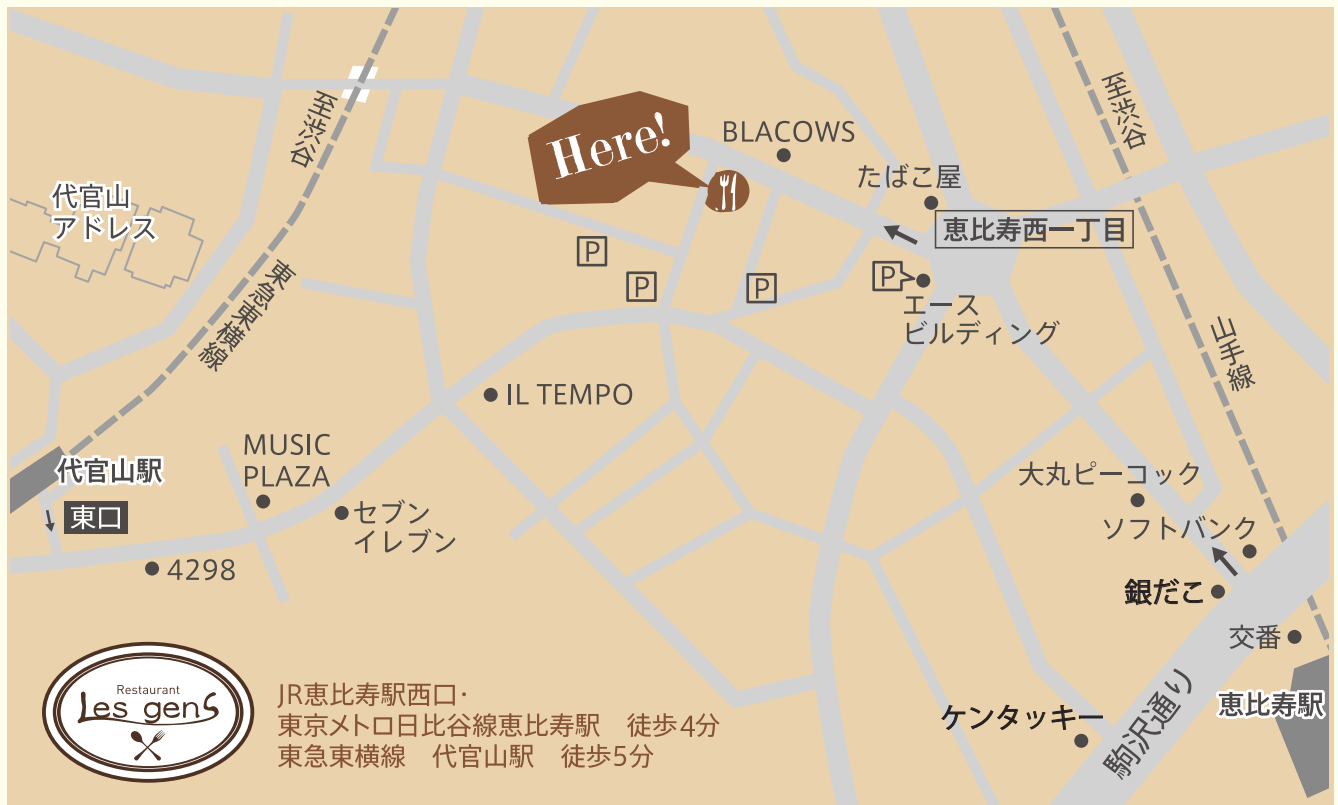 至渋谷
至渋谷
Here!
BLACOWS
たばこ屋
代官山
アドレス
恵比寿西一丁目
P
P
P
P
エース
ビルディング
東急東横線
山手線
IL TEMPO
MUSIC
PLAZA
代官山駅
東口
セブン
イレブン
4298
大丸ピーコック
ソフトバンク
銀だこ
交番
恵比寿駅
ケンタッキー
駒沢通り
Restaurant
Les gens
JR恵比寿駅西口・
東京メトロ日比谷線恵比寿駅　徒歩4分
東急東横線　代官山駅　徒歩5分